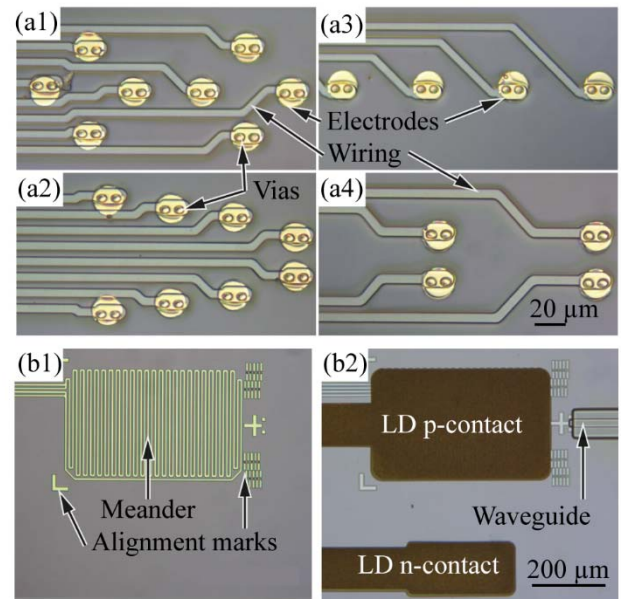 (a1)
(a3)
Electrodes
Wiring
Vias
(a2)
(a4)
20 µm
(b1)
(b2)
LD p-contact
Meander
Alignment marks
Waveguide
LD n-contact
200 µm